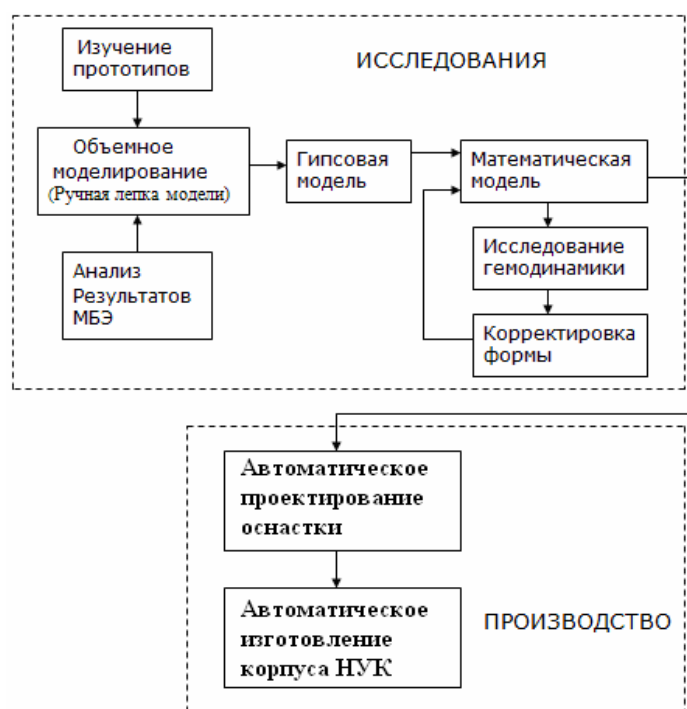 Изучение
прототипов
ИССЛЕДОВАНИЯ
Объемное
моделирование
(Ручная лепка модели)
Гипсовая
модель
Математическая
модель
Анализ
Результатов
МБЭ
Исследование
гемодинамики
Корректировка
формы
Автоматическое
проектирование
оснастки
Автоматическое
изготовление
корпуса НУК
ПРОИЗВОДСТВО